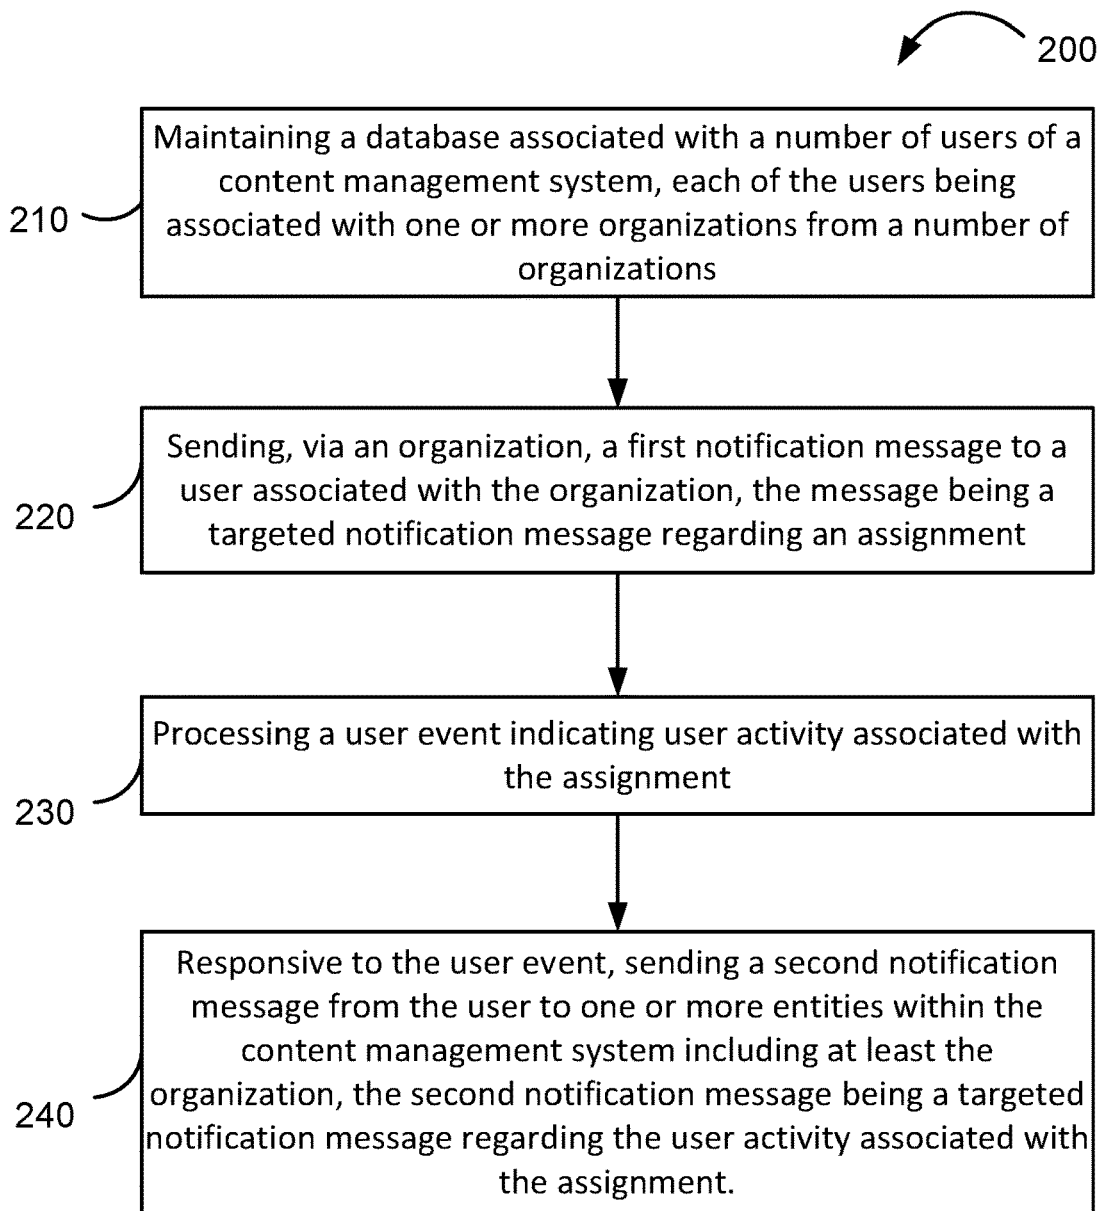 200
Maintaining a database associated with a number of users of a
content management system, each of the users being
associated with one or more organizations from a number of
organizations
210
Sending, via an organization, a first notification message to a
user associated with the organization, the message being a
targeted notification message regarding an assignment
220
Processing a user event indicating user activity associated with
the assignment
230
Responsive to the user event, sending a second notification
message from the user to one or more entities within the
content management system including at least the
organization, the second notification message being a targeted
notification message regarding the user activity associated with
the assignment.
240